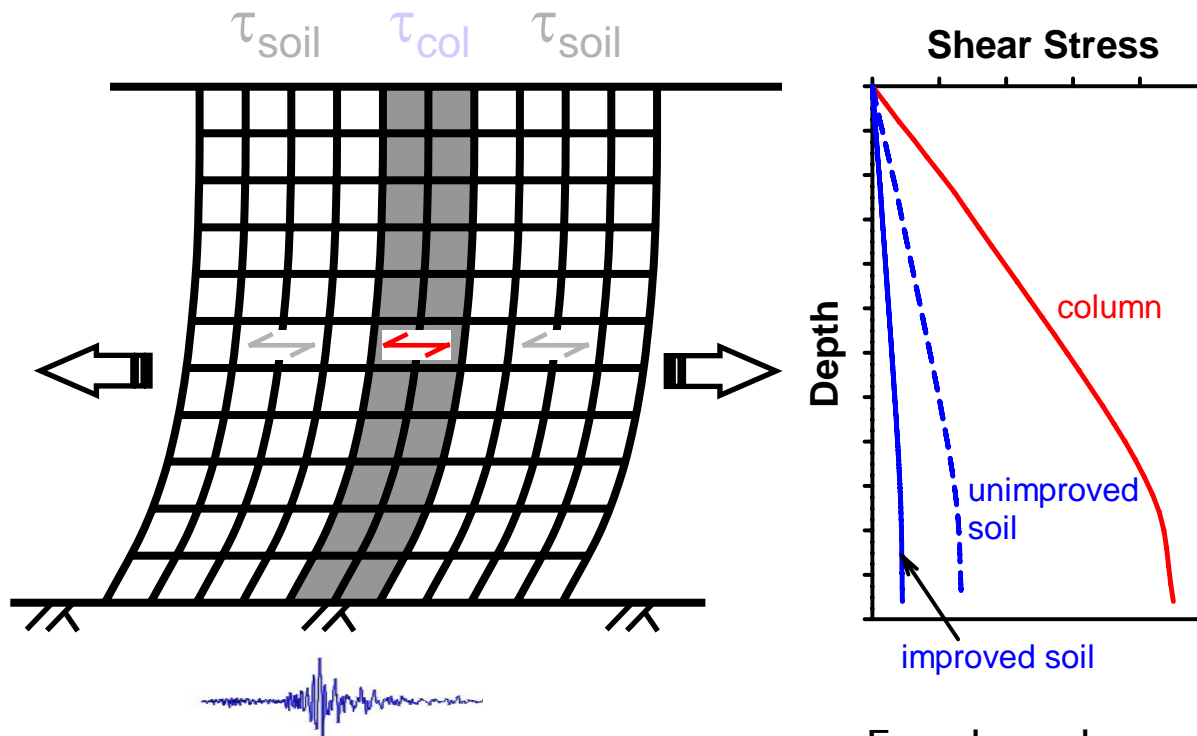 τsoil τcol τsoil
Shear Stress
Depth
column
unimproved
soil
improved soil